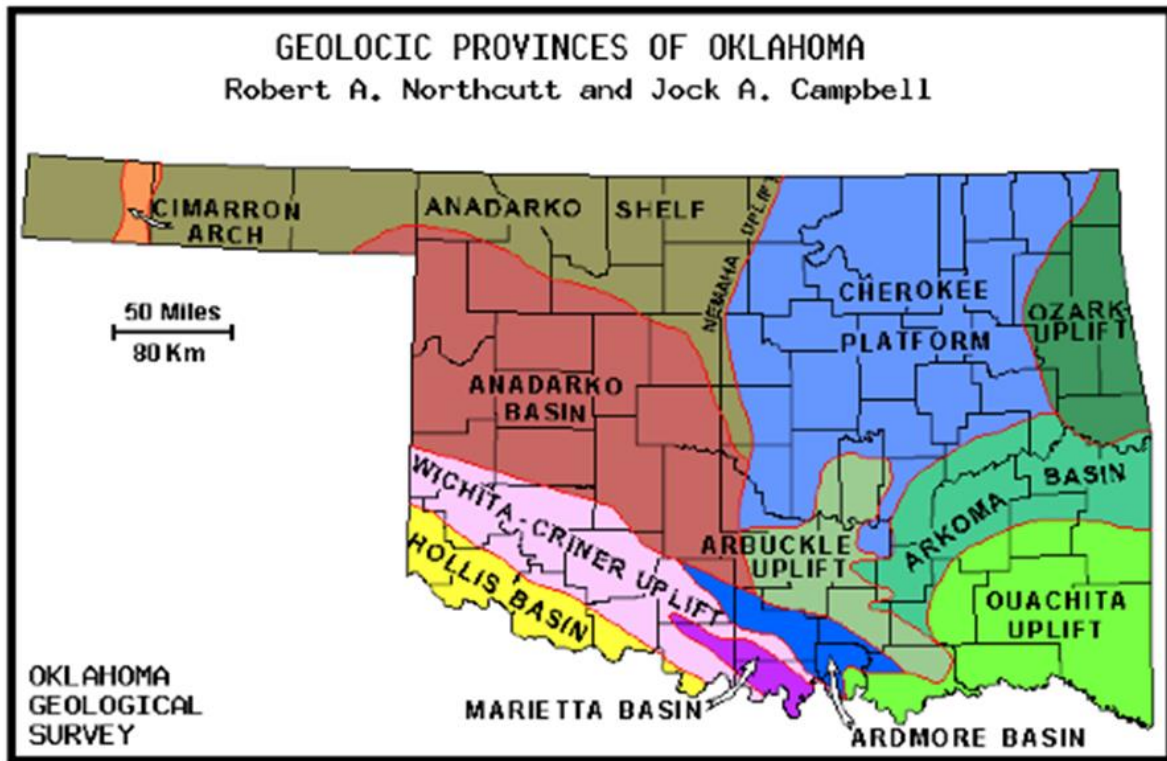 GEOLOCIC PROVINCES OF OKLAHOMA
Robert A. Northcutt and Jock A. Campbell
CIMARRON
ARCH
ANADARKO SHELF
NEMAHA UPLIFT
50 Miles
80 Km
CHEROKEE
PLATFORM
OZARK
UPLIFT
ANADARKO
BASIN
WICHITA-CRINER UPLIFT
HOLLIS BASIN
ARBUCKLE
UPLIFT
ARKOMA BASIN
OUACHITA
UPLIFT
MARIETTA BASIN
ARDMORE BASIN
OKLAHOMA
GEOLOGICAL
SURVEY